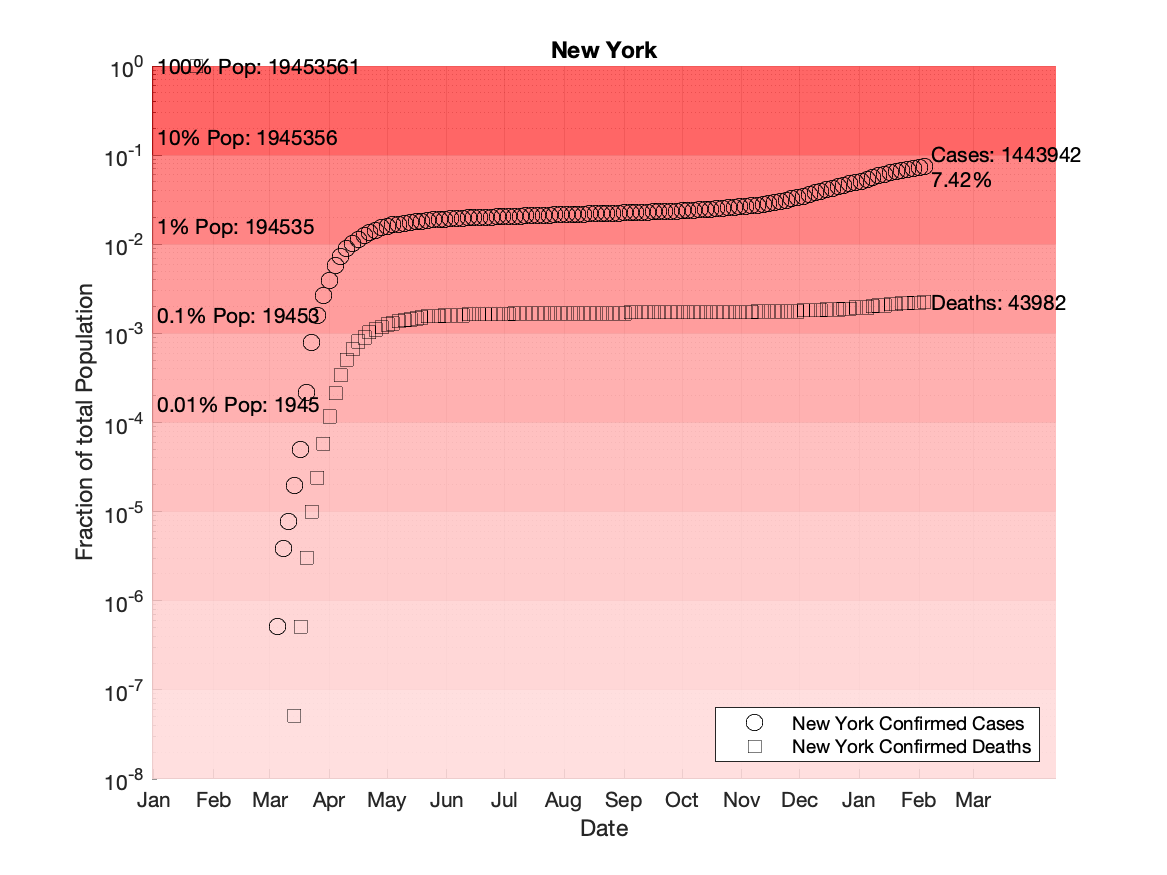 New York
10^0
100% Pop: 19453561
10% Pop: 1945356
10^-1
Cases: 1443942
7.42%
1% Pop: 194535
10^-2
Deaths: 43982
0.1% Pop: 19453
10^-3
0.01% Pop: 1945
10^-4
10^-5
10^-6
10^-7
10^-8
Fraction of total Population
New York Confirmed Cases
New York Confirmed Deaths
Jan Feb Mar Apr May Jun Jul Aug Sep Oct Nov Dec Jan Feb Mar
Date